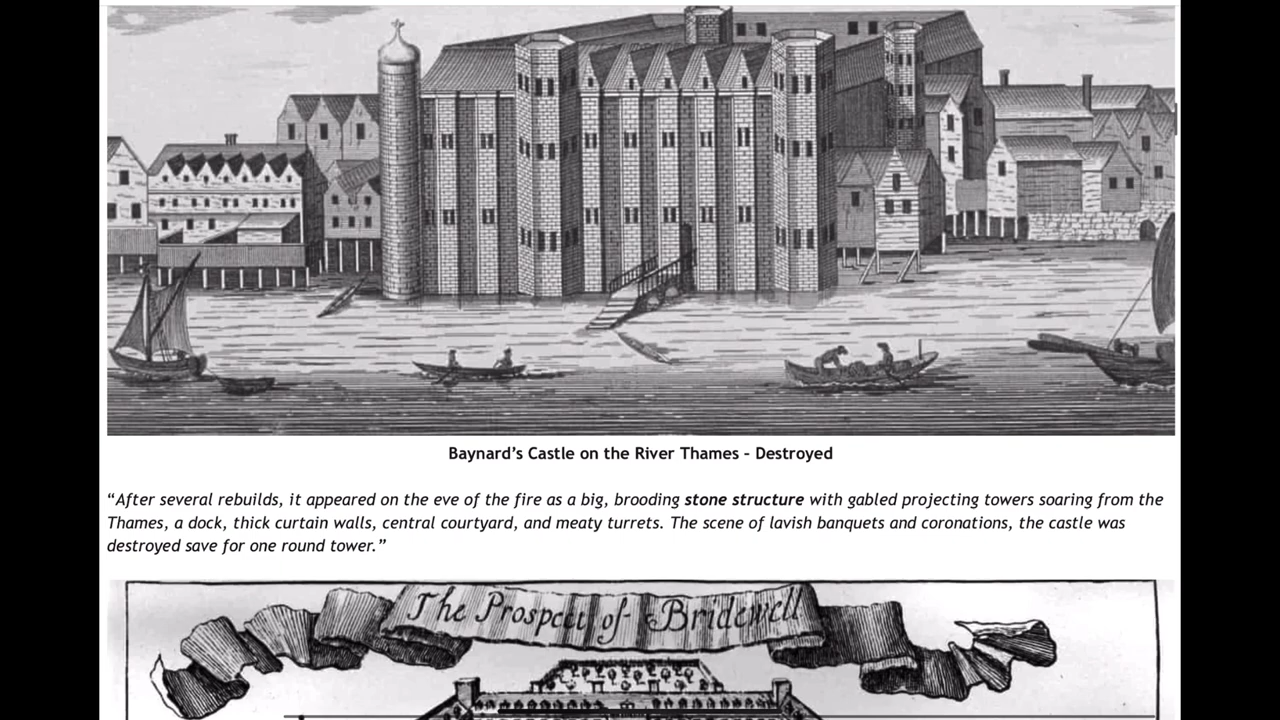 Baynard’s Castle on the River Thames – Destroyed
“After several rebuilds, it appeared on the eve of the fire as a big, brooding stone structure with gabled projecting towers soaring from the
Thames, a dock, thick curtain walls, central courtyard, and meaty turrets. The scene of lavish banquets and coronations, the castle was
destroyed save for one round tower.”
The Prospect of Bridewell